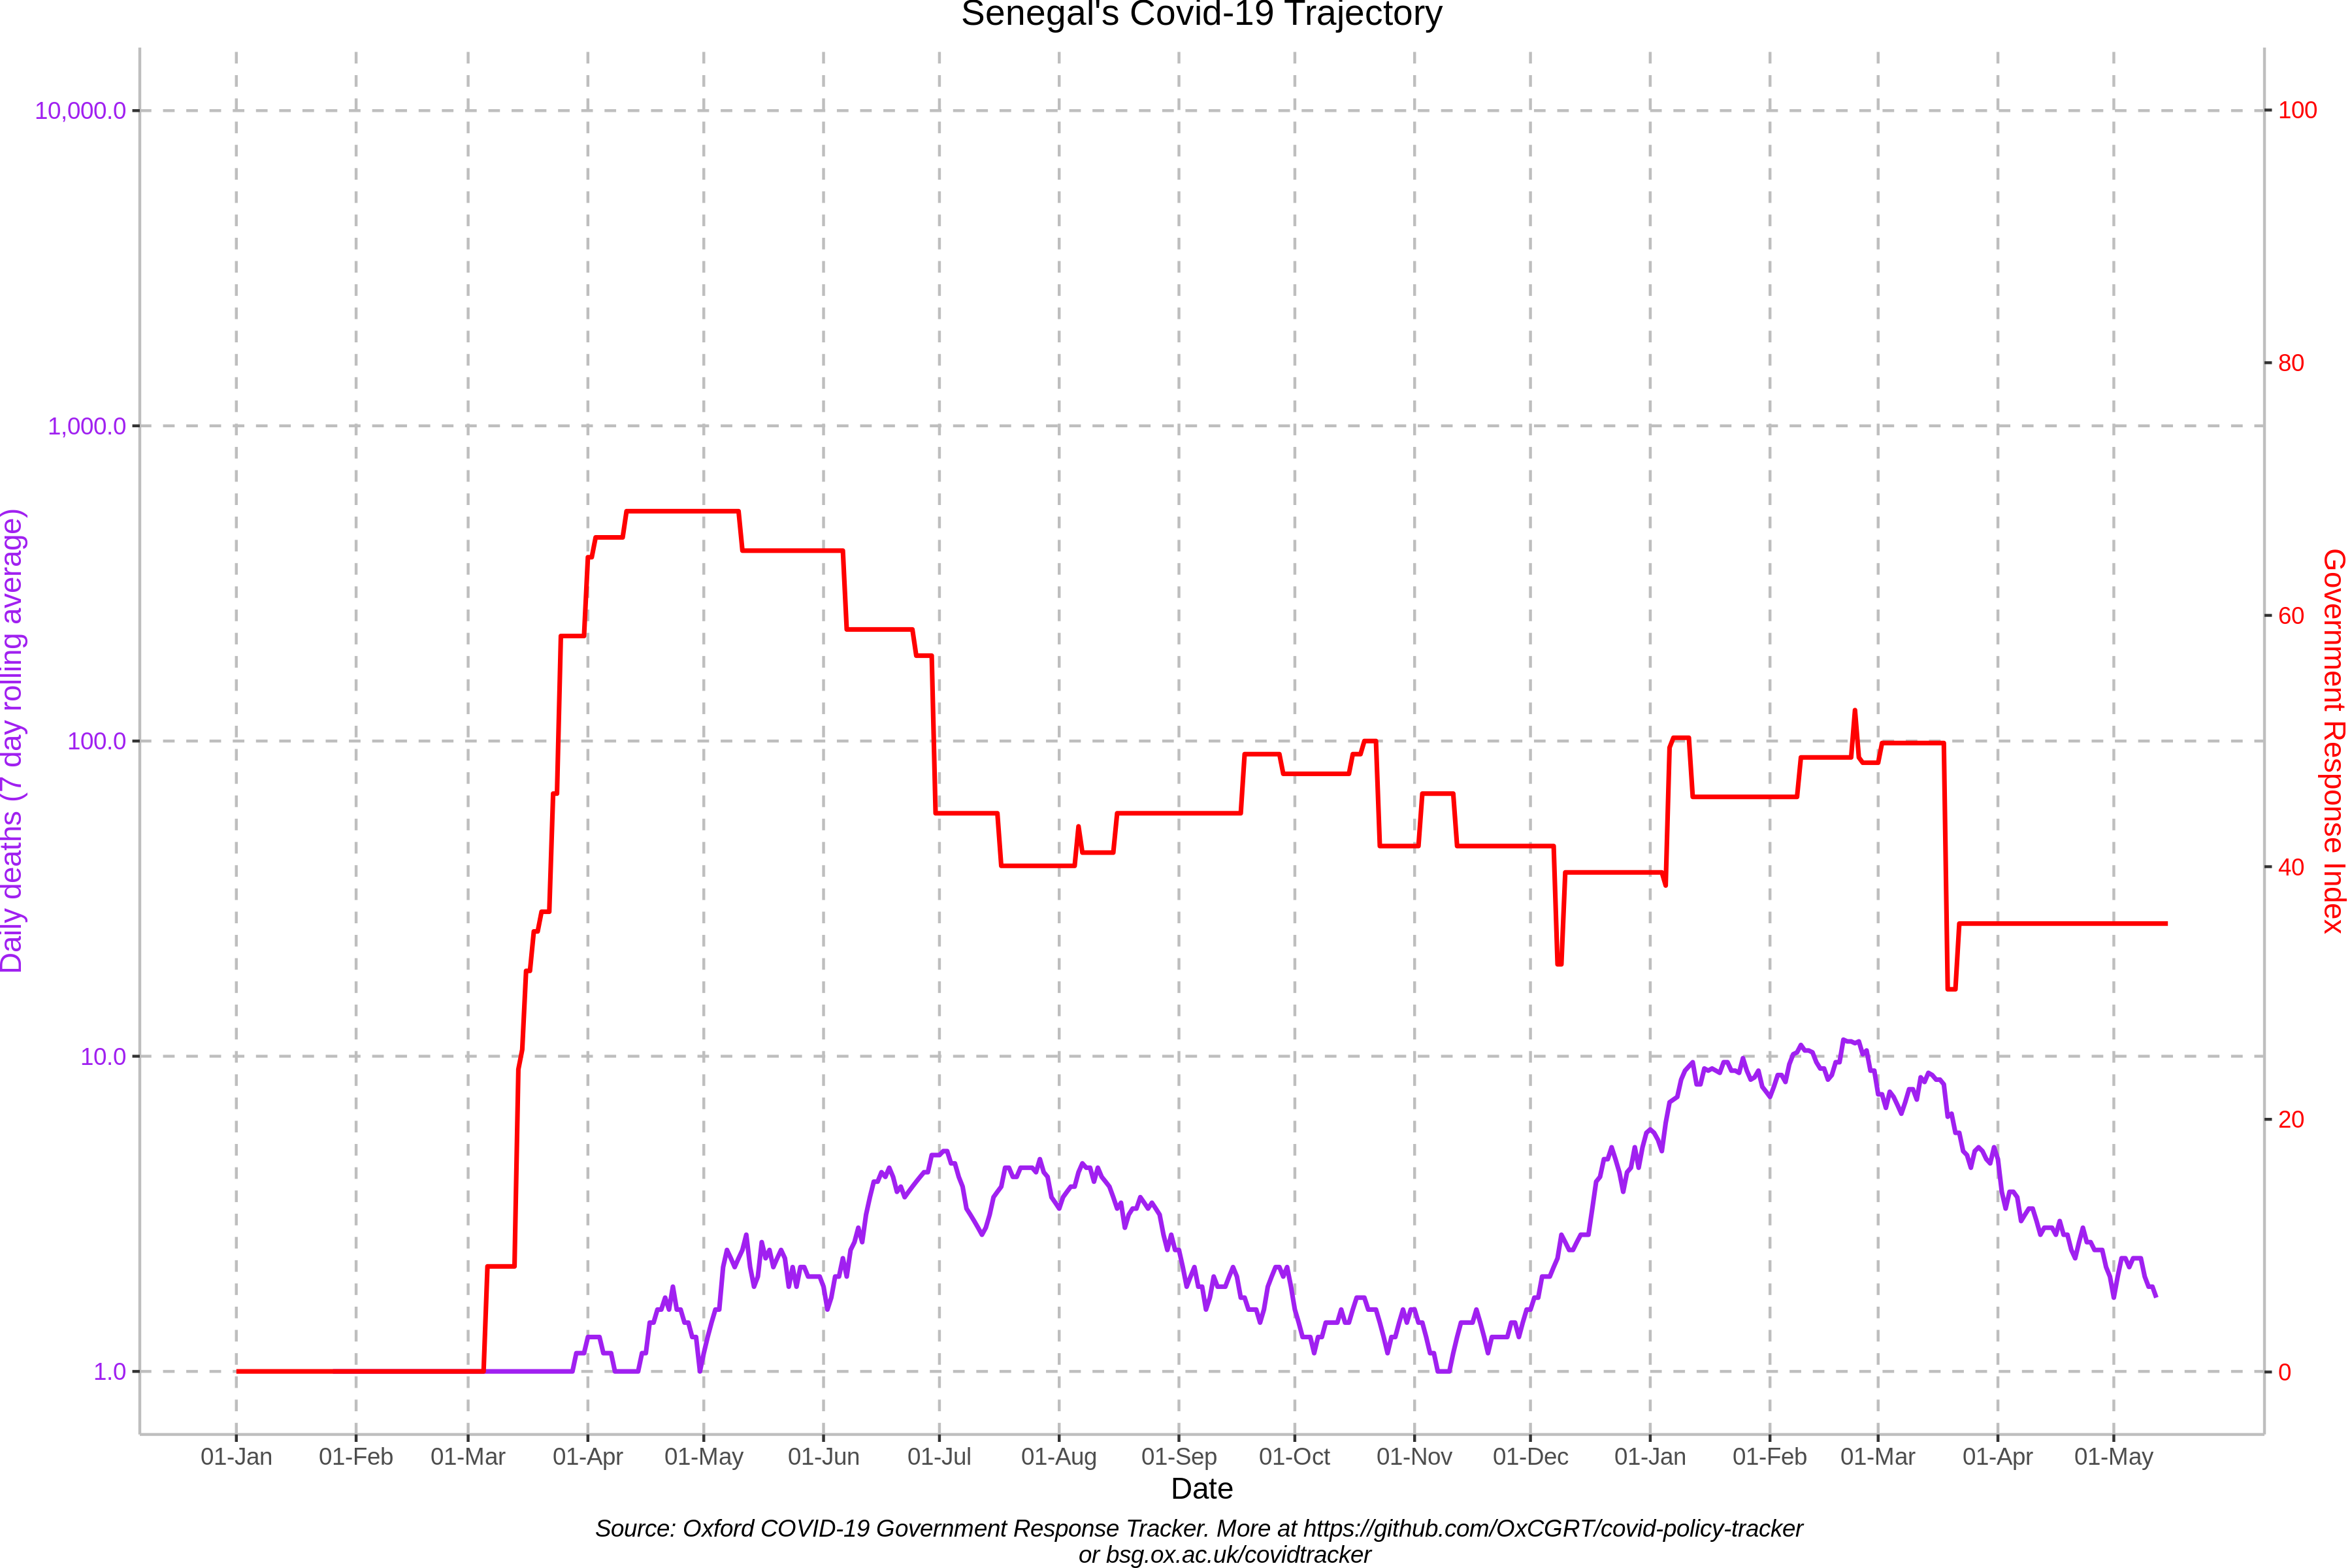 Senegal's Covid-19 Trajectory
10,000.0
1,000.0
100.0
10.0
1.0
Daily deaths (7 day rolling average)
100
80
60
40
20
0
Government Response Index
01-Jan 01-Feb 01-Mar 01-Apr 01-May 01-Jun 01-Jul 01-Aug 01-Sep 01-Oct 01-Nov 01-Dec 01-Jan 01-Feb 01-Mar 01-Apr 01-May
Date
Source: Oxford COVID-19 Government Response Tracker. More at https://github.com/OxCGRT/covid-policy-tracker
or bsg.ox.ac.uk/covidtracker